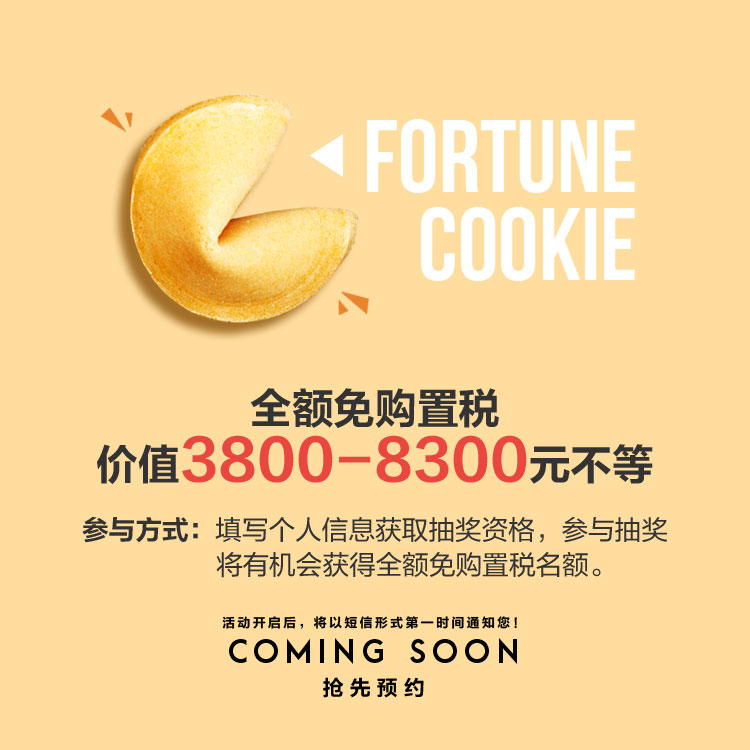 FORTUNE
COOKIE
全额免购置税
价值3800-8300元不等
参与方式：填写个人信息获取抽奖资格，参与抽奖
将有机会获得全额免购置税名额。
活动开启后，将以短信形式第一时间通知您！
COMING SOON
抢先预约